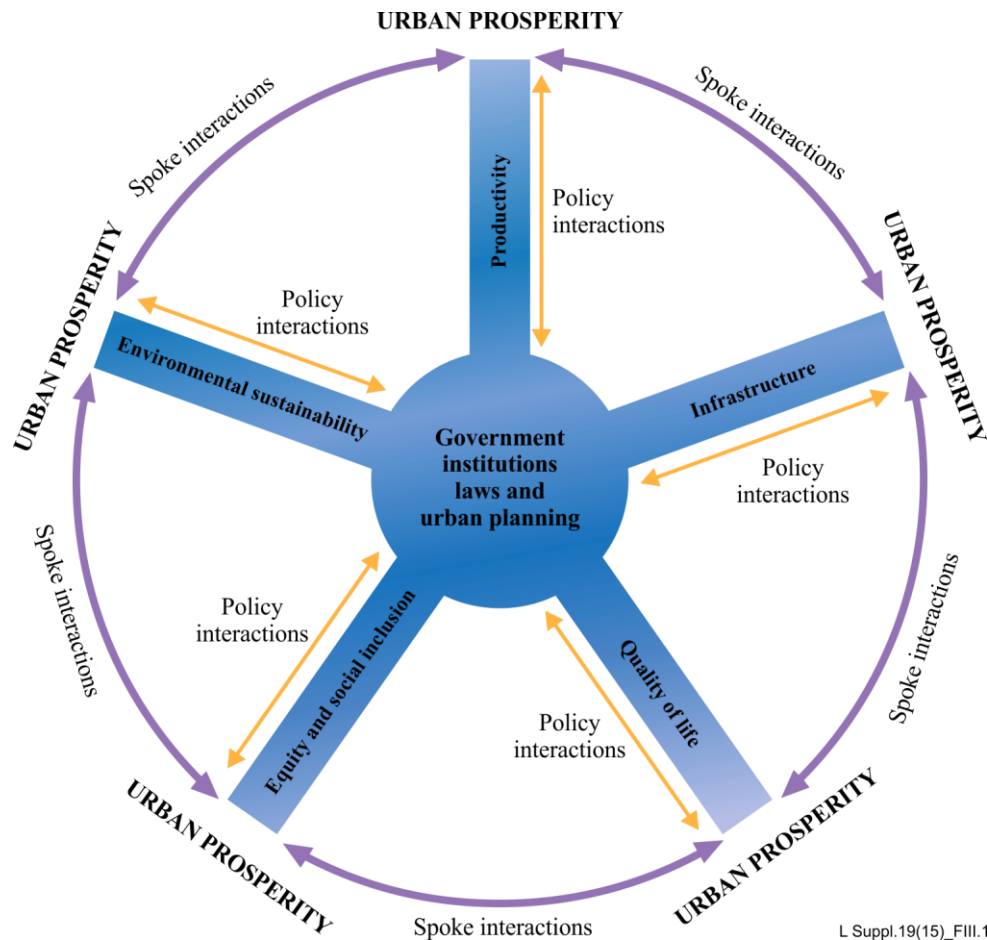 URBAN PROSPERITY
Spoke interactions
Spoke interactions
Productivity
Policy
interactions
URBAN PROSPERITY
URBAN PROSPERITY
Policy
interactions
Environmental sustainability
Infrastructure
Government
institutions
laws and
urban planning
Policy
interactions
Spoke interactions
Policy
interactions
Equity and social inclusion
Quality of life
Policy
interactions
Spoke interactions
URBAN PROSPERITY
URBAN PROSPERITY
Spoke interactions
L Suppl.19(15)_FIII.1